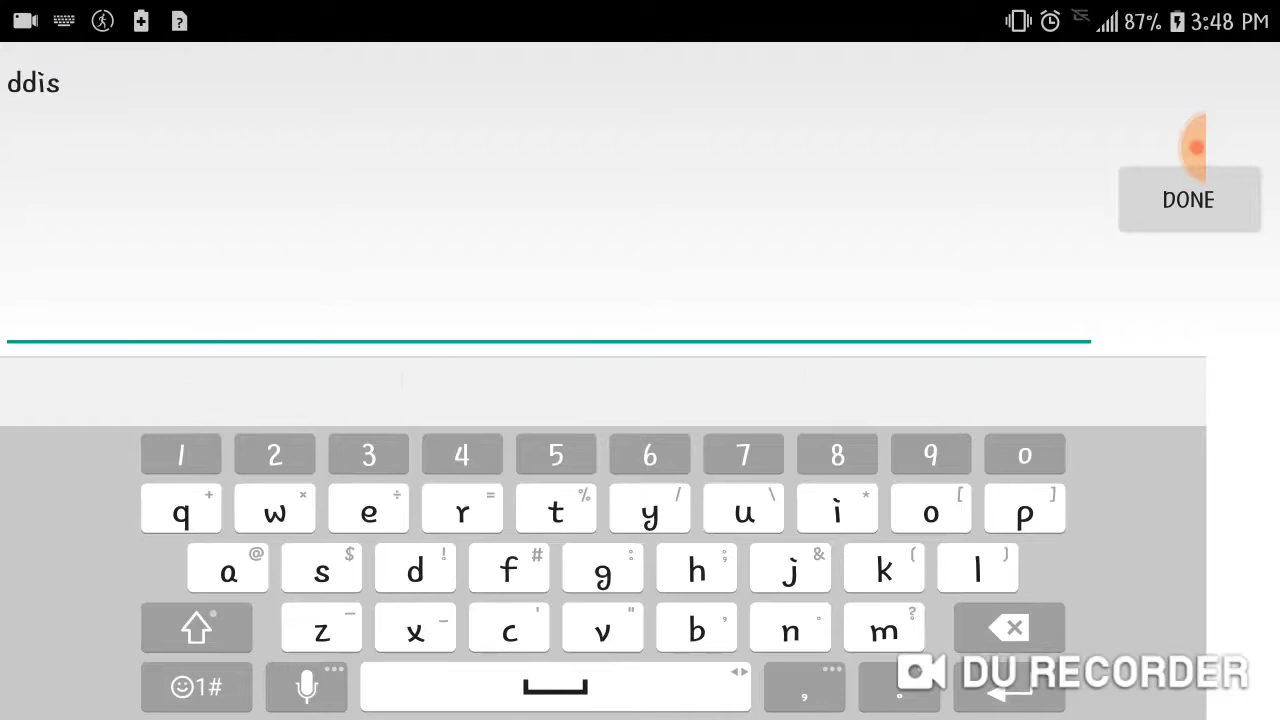 87% 3:48 PM
ddis
DONE
1 2 3 4 5 6 7 8 9 0
q + w × e ÷ r = t % y / u \ i * o [ p ]
a @ s $ d ! f # g : h ; j & k ( l )
z – x _ c ' v " b , n ° m ?
1# , .
DU RECORDER